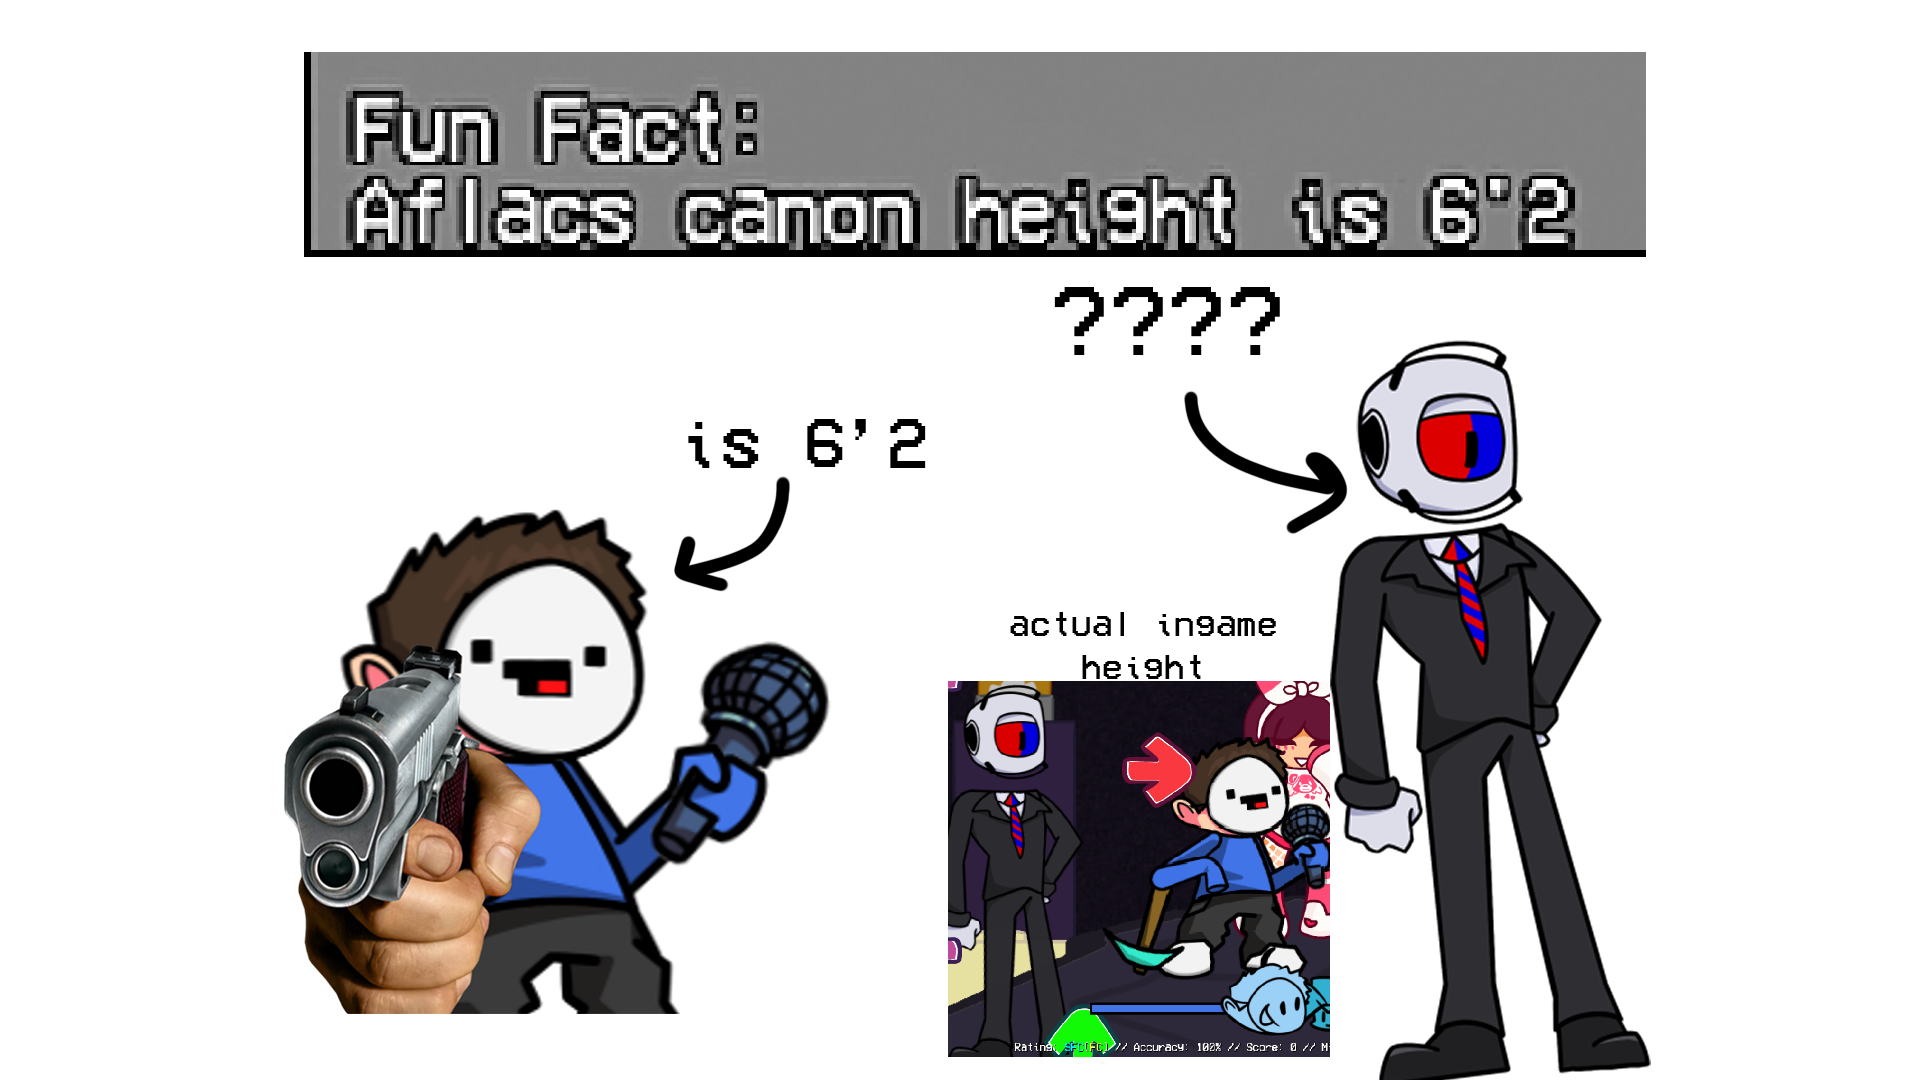 Fun Fact:
Aflacs canon height is 6'2
????
is 6'2
actual ingame
height
Rating: SFC [FC] // Accuracy: 100% // Score: 0 // M